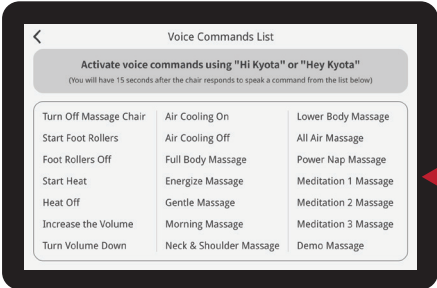 Voice Commands List
Activate voice commands using "Hi Kyota" or "Hey Kyota"
(You will have 15 seconds after the chair responds to speak a command from the list below)
Turn Off Massage Chair
Start Foot Rollers
Foot Rollers Off
Start Heat
Heat Off
Increase the Volume
Turn Volume Down
Air Cooling On
Air Cooling Off
Full Body Massage
Energize Massage
Gentle Massage
Morning Massage
Neck & Shoulder Massage
Lower Body Massage
All Air Massage
Power Nap Massage
Meditation 1 Massage
Meditation 2 Massage
Meditation 3 Massage
Demo Massage